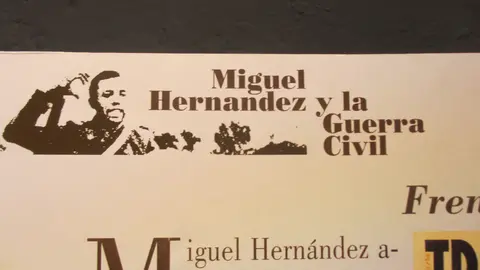 Miguel
Hernandez y la
Guerra
Civil
Fren
Miguel Hernández a-